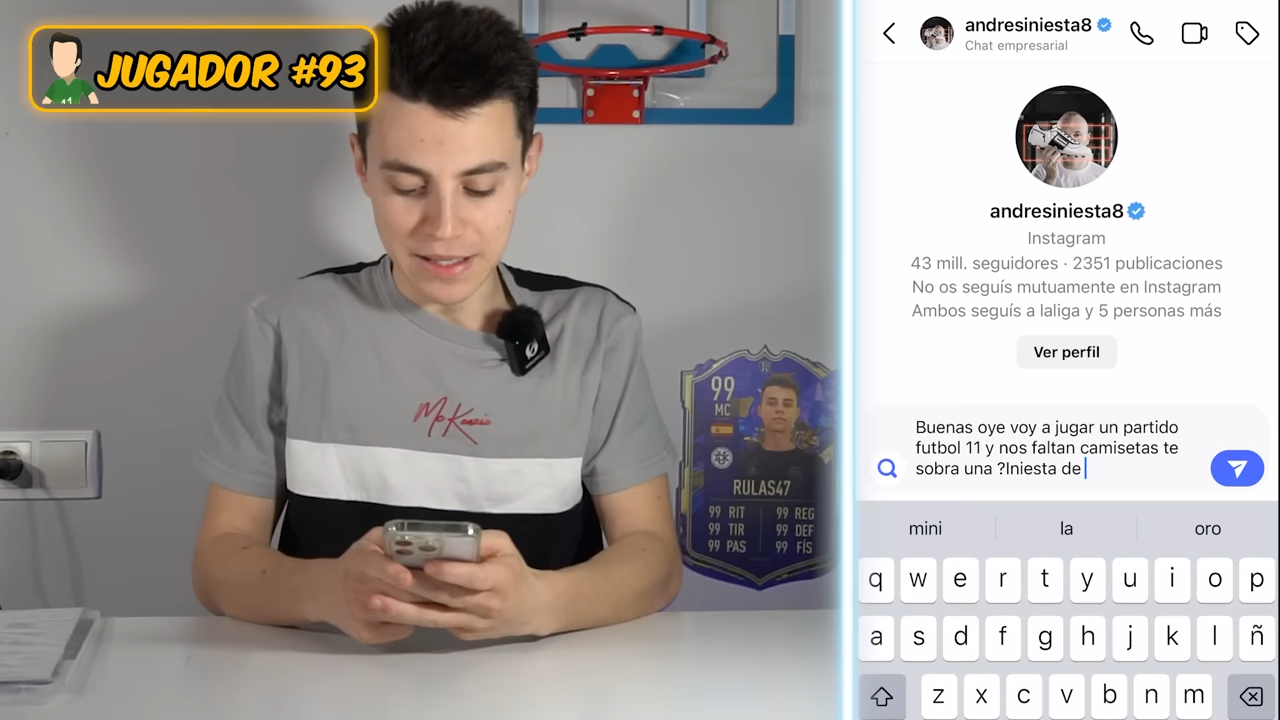 JUGADOR #93
11
McKenzie
99
MC
RULAS47
99 RIT 99 REG
99 TIR 99 DEF
99 PAS 99 FÍS
andresiniesta8
Chat empresarial
andresiniesta8
Instagram
43 mill. seguidores · 2351 publicaciones
No os seguís mutuamente en Instagram
Ambos seguís a laliga y 5 personas más
Ver perfil
Buenas oye voy a jugar un partido
futbol 11 y nos faltan camisetas te
sobra una ?Iniesta de
mini la oro
q w e r t y u i o p
a s d f g h j k l ñ
z x c v b n m